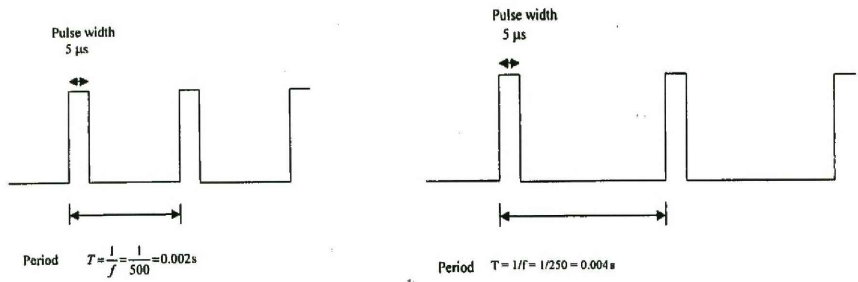 Pulse width
5 µs
Period T = 1/f = 1/500 = 0.002s
Pulse width
5 µs
Period T = 1/f = 1/250 = 0.004s